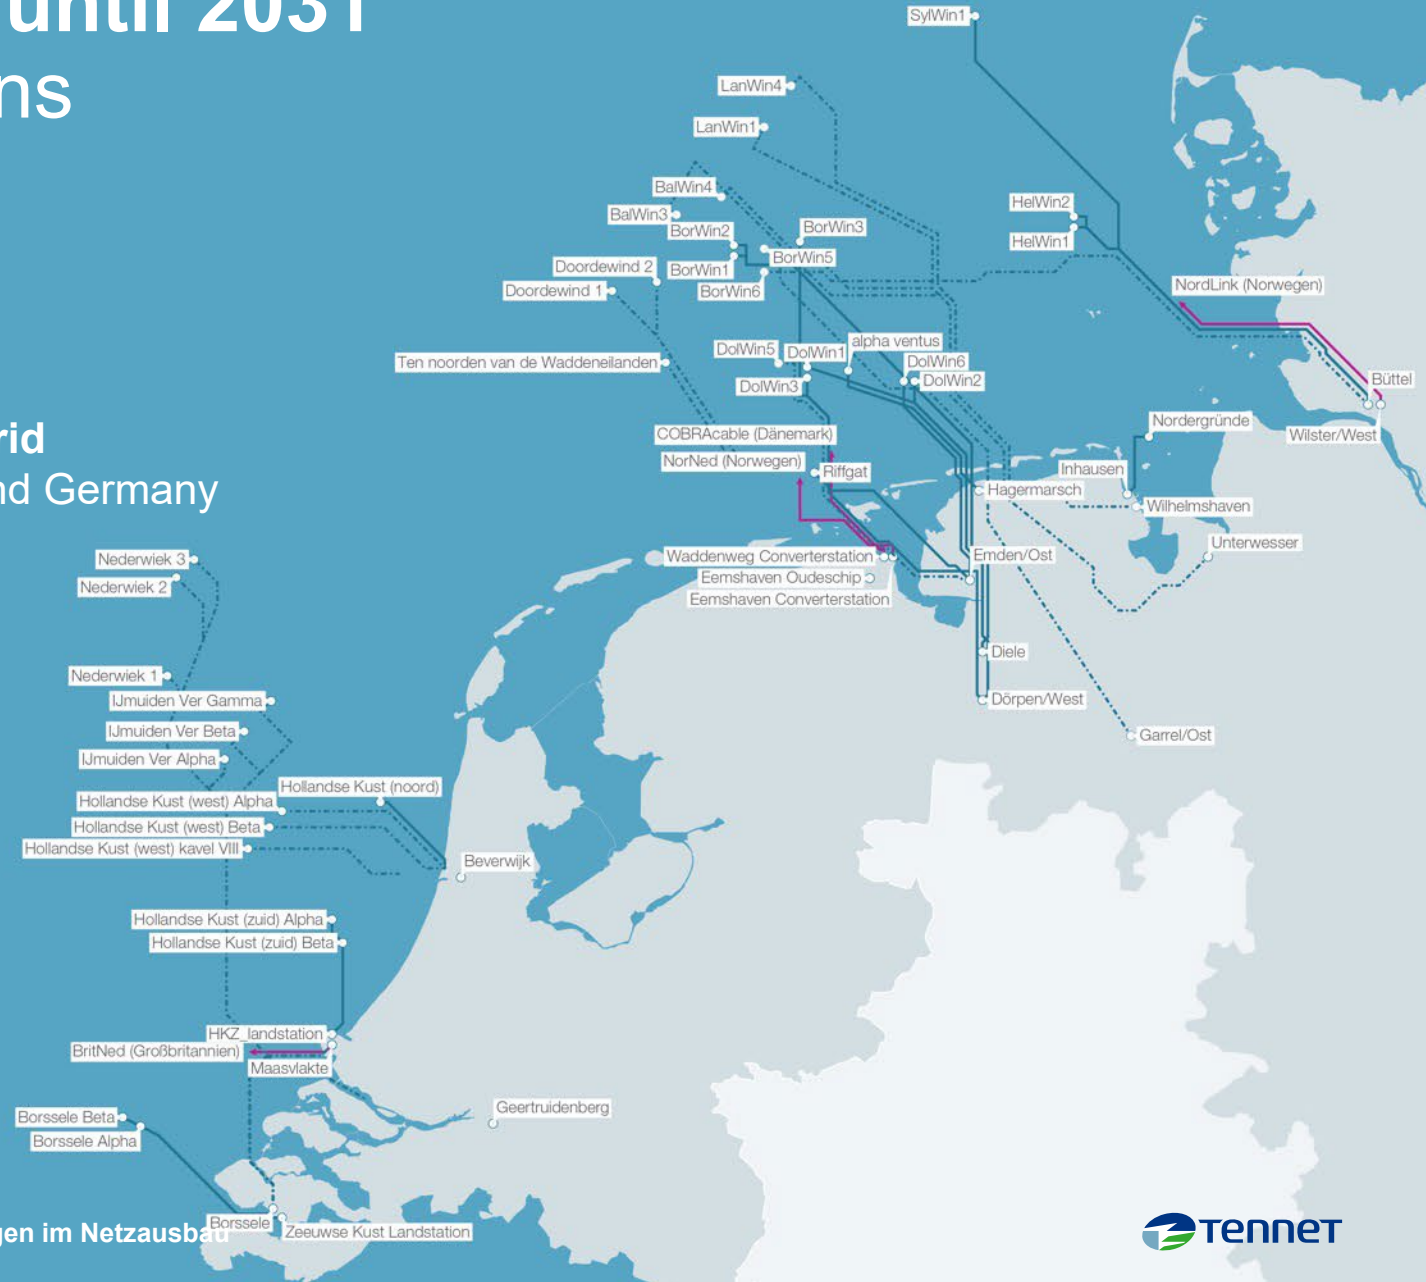 until 2031
ns
SylWin1
LanWin4
LanWin1
BalWin4
BalWin3
BorWin2
BorWin3
HelWin2
HelWin1
BorWin5
Doordewind 2
BorWin1
Doordewind 1
BorWin6
NordLink (Norwegen)
DolWin5
DolWin1
alpha ventus
Ten noorden van de Waddeneilanden
DolWin6
DolWin3
DolWin2
Büttel
Nordergründe
Wilster/West
COBRAcable (Dänemark)
rid
NorNed (Norwegen)
Riffgat
Inhausen
nd Germany
Hagermarsch
Wilhelmshaven
Unterwesser
Nederwiek 3
Waddenweg Converterstation
Emden/Ost
Nederwiek 2
Eemshaven Oudeschip
Eemshaven Converterstation
Diele
Nederwiek 1
IJmuiden Ver Gamma
Dörpen/West
IJmuiden Ver Beta
Garrel/Ost
IJmuiden Ver Alpha
Hollandse Kust (noord)
Hollandse Kust (west) Alpha
Hollandse Kust (west) Beta
Hollandse Kust (west) kavel VIII
Beverwijk
Hollandse Kust (zuid) Alpha
Hollandse Kust (zuid) Beta
HKZ_landstation
BritNed (Großbritannien)
Maasvlakte
Borssele Beta
Geertruidenberg
Borssele Alpha
Borssele
gen im Netzausbau
Zeeuwse Kust Landstation
TenneT